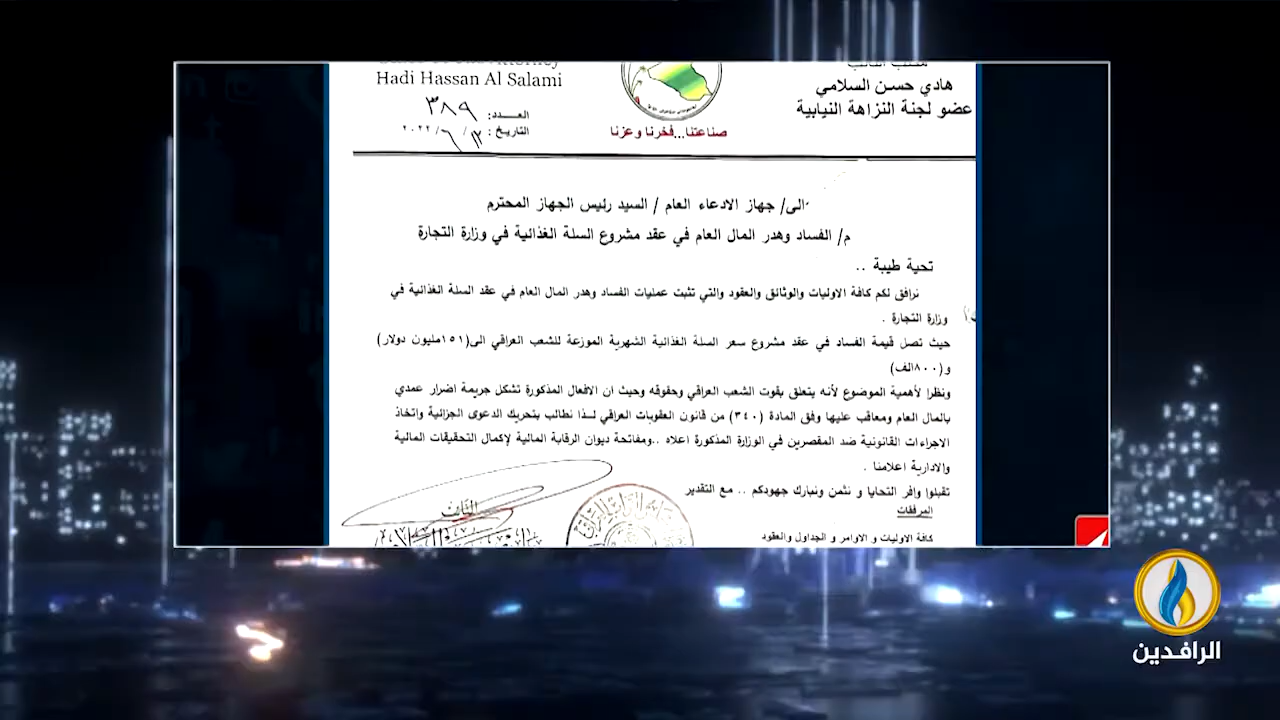 Hadi Hassan Al Salami
مكتب النائب
هادي حسن السلامي
عضو لجنة النزاهة النيابية
العـــدد: ٣٨٩
التاريخ: ١٢/٦/٢٠٢٢
صناعتنا...فخرنا وعزنا
الى/ جهاز الادعاء العام / السيد رئيس الجهاز المحترم
م/ الفساد وهدر المال العام في عقد مشروع السلة الغذائية في وزارة التجارة
تحية طيبة ..
نرافق لكم كافة الاوليات والوثائق والعقود والتي تثبت عمليات الفساد وهدر المال العام في عقد السلة الغذائية في
وزارة التجارة .
حيث تصل قيمة الفساد في عقد مشروع سعر السلة الغذائية الشهرية الموزعة للشعب العراقي الى(١٥١مليون دولار)
و(٨٠٠الف)
ونظرا لأهمية الموضوع لأنه يتعلق بقوت الشعب العراقي وحقوقه وحيث ان الافعال المذكورة تشكل جريمة اضرار عمدي
بالمال العام ومعاقب عليها وفق المادة (٣٤٠) من قانون العقوبات العراقي لـذا نطالب بتحريك الدعوى الجزائية واتخاذ
الاجراءات القانونية ضد المقصرين في الوزارة المذكورة اعلاه ..ومفاتحة ديوان الرقابة المالية لإكمال التحقيقات المالية
والادارية اعلامنا .
تقبلوا وافر التحايا و نثمن ونبارك جهودكم .. مع التقدير
المرفقات
كافة الاوليات و الاوامر و الجداول والعقود
النائب
الرافدين